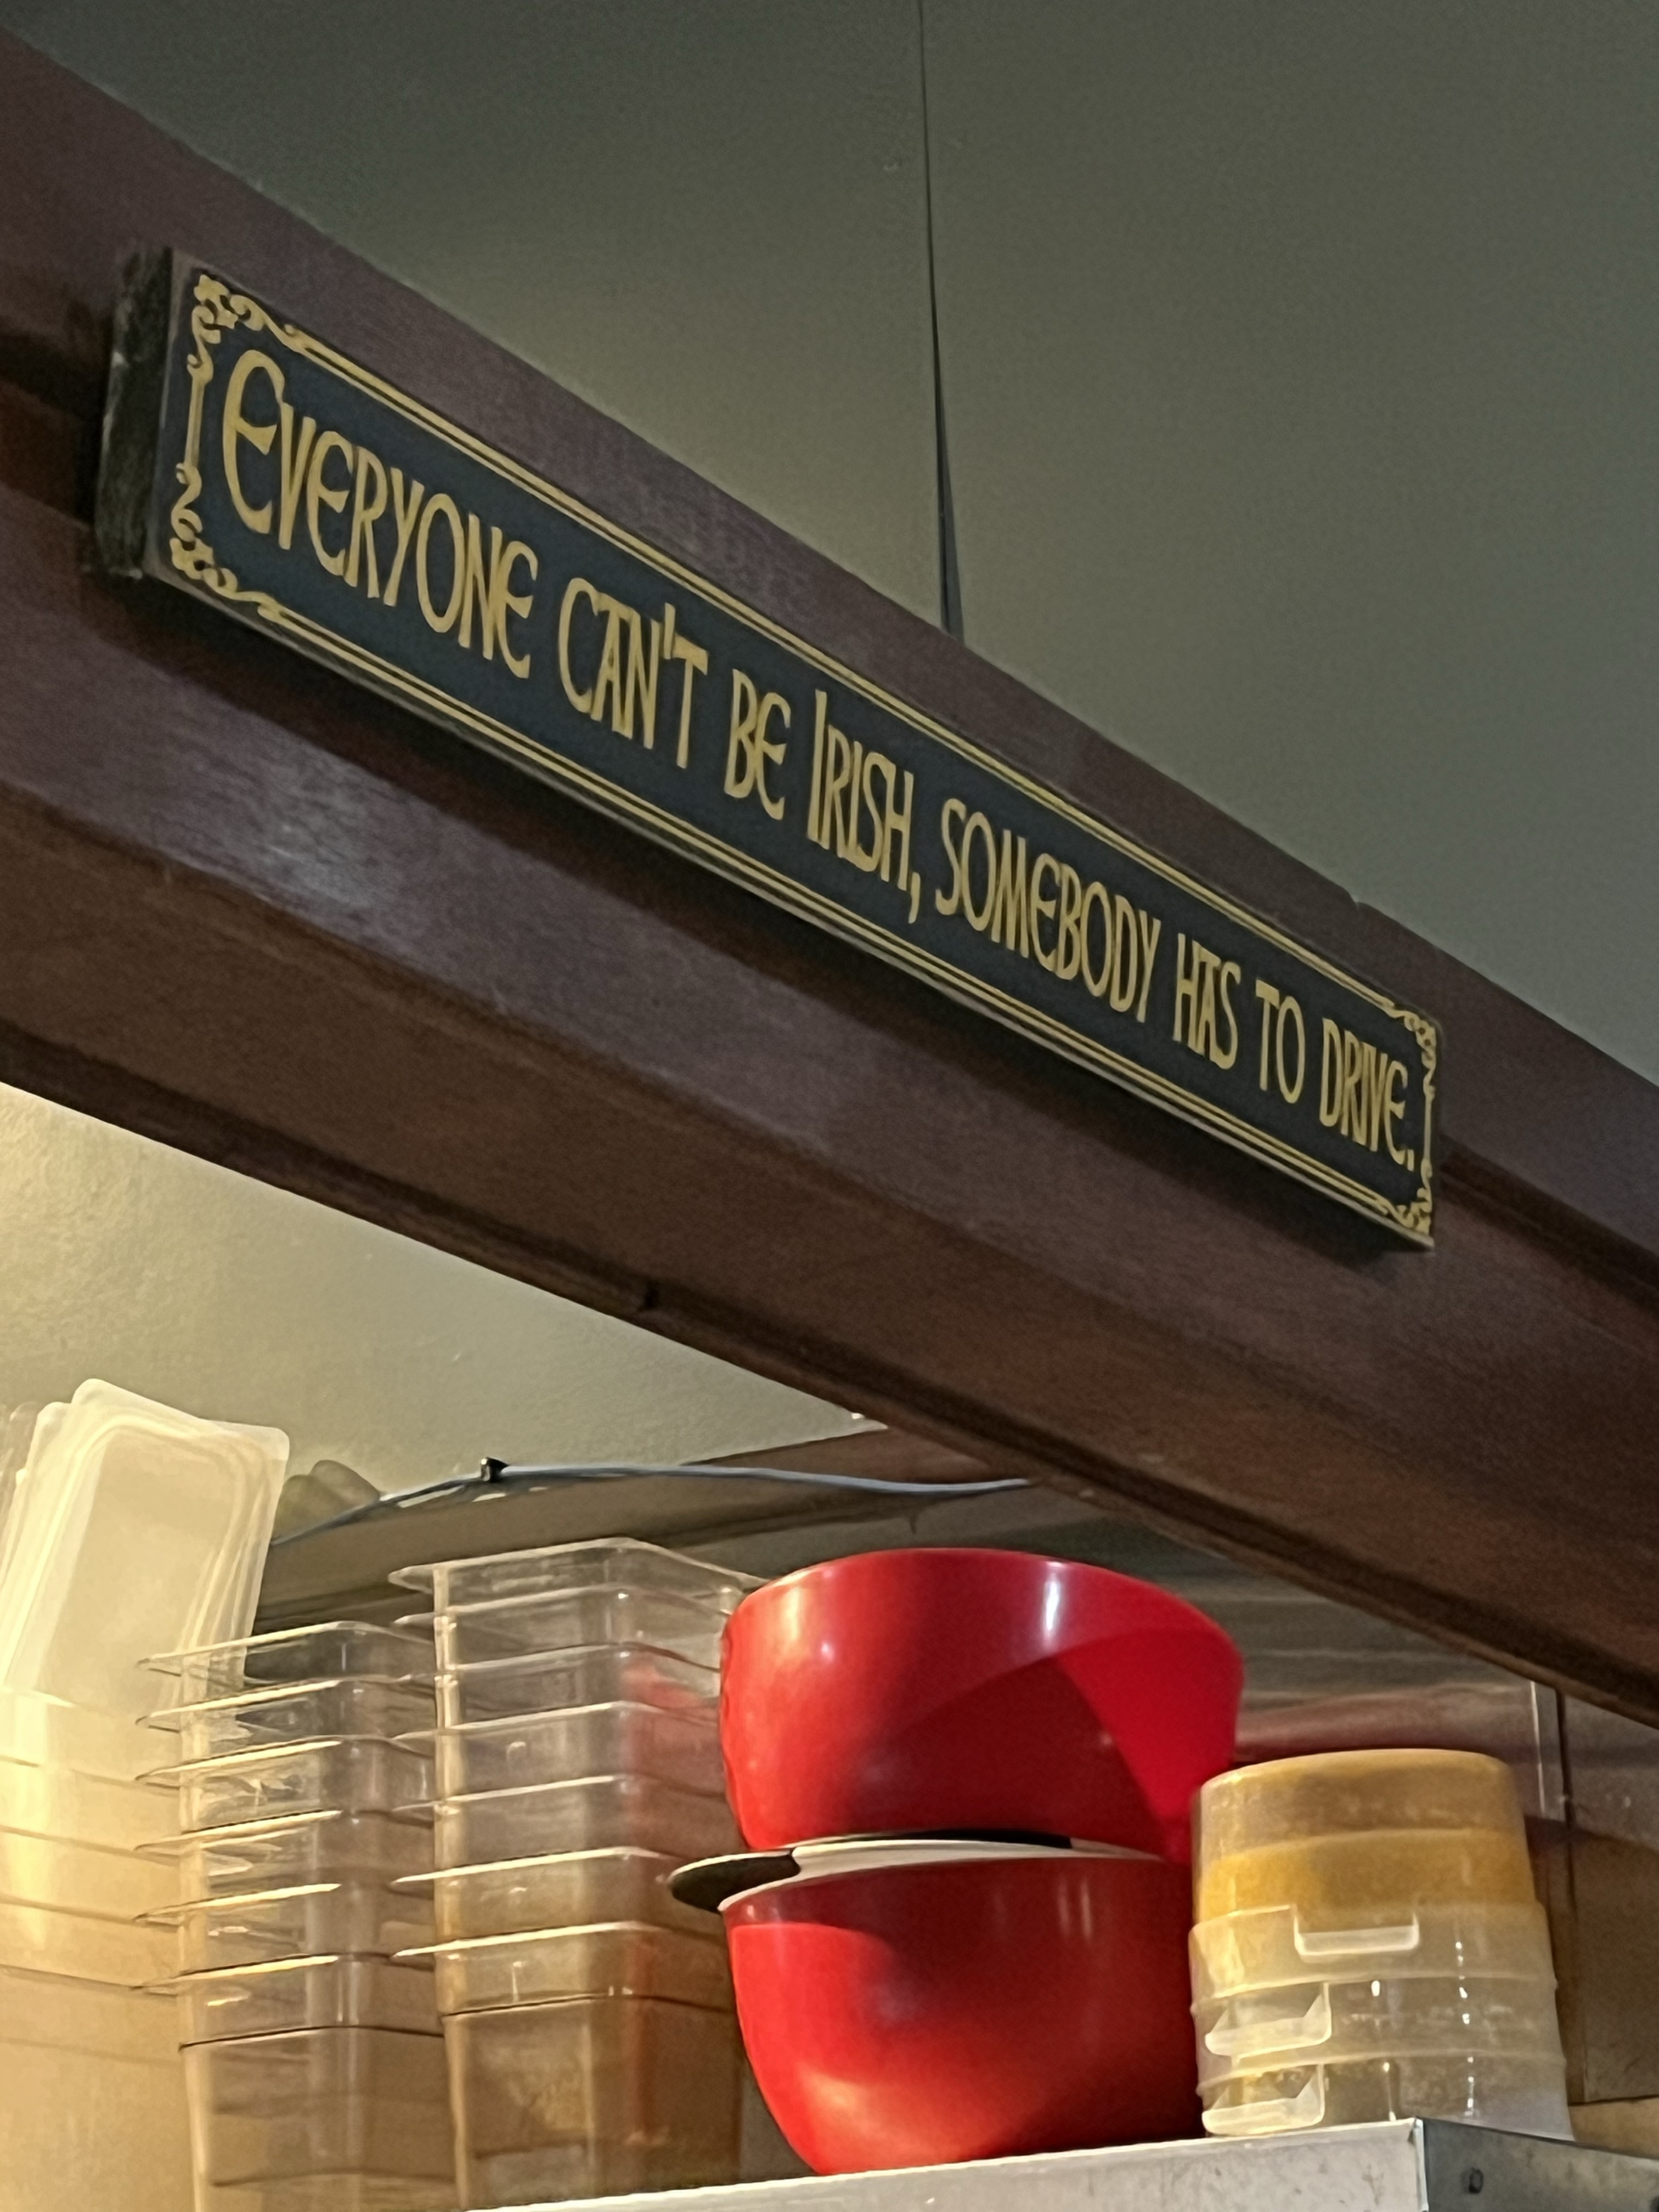 Everyone can't be Irish, somebody has to drive.